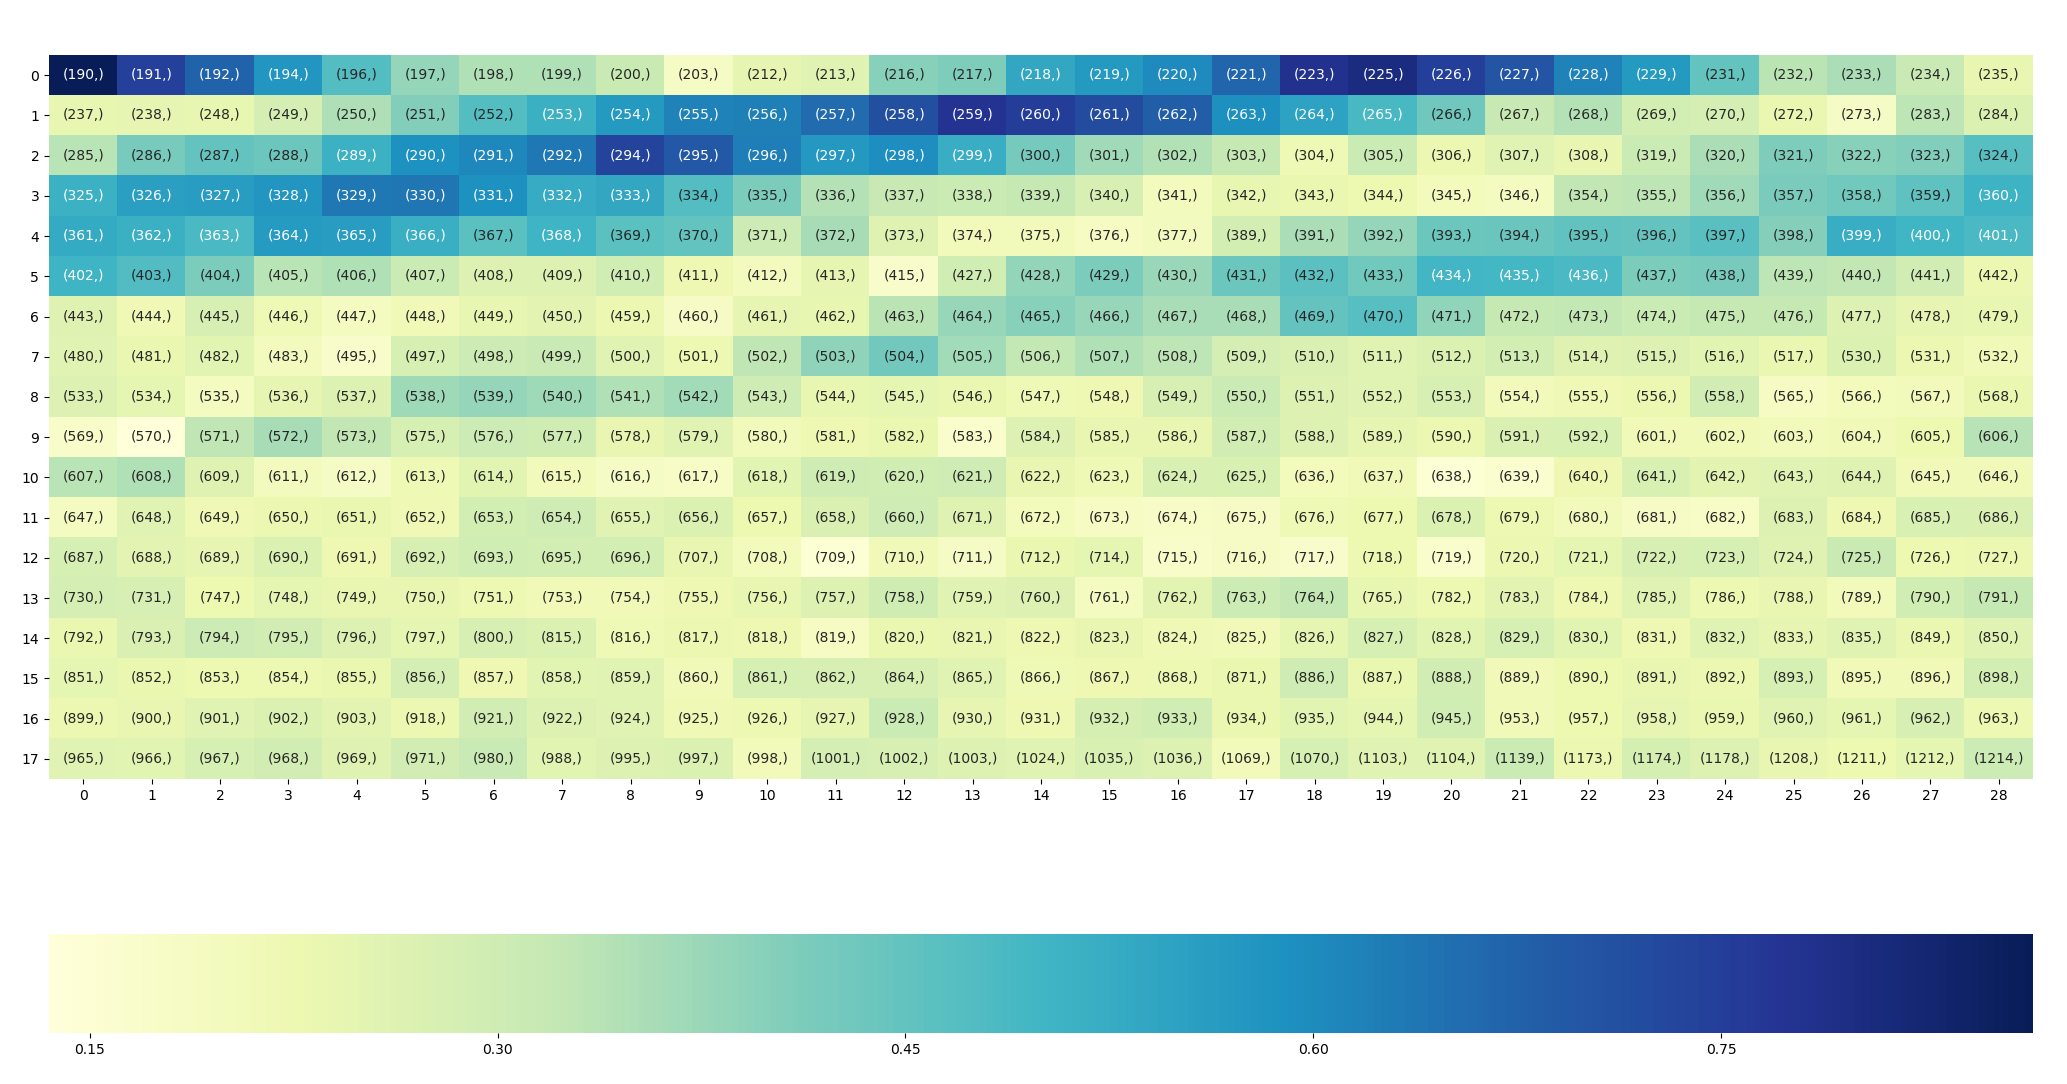 0 (190,) (191,) (192,) (194,) (196,) (197,) (198,) (199,) (200,) (203,) (212,) (213,) (216,) (217,) (218,) (219,) (220,) (221,) (223,) (225,) (226,) (227,) (228,) (229,) (231,) (232,) (233,) (234,) (235,)
1 (237,) (238,) (248,) (249,) (250,) (251,) (252,) (253,) (254,) (255,) (256,) (257,) (258,) (259,) (260,) (261,) (262,) (263,) (264,) (265,) (266,) (267,) (268,) (269,) (270,) (272,) (273,) (283,) (284,)
2 (285,) (286,) (287,) (288,) (289,) (290,) (291,) (292,) (294,) (295,) (296,) (297,) (298,) (299,) (300,) (301,) (302,) (303,) (304,) (305,) (306,) (307,) (308,) (319,) (320,) (321,) (322,) (323,) (324,)
3 (325,) (326,) (327,) (328,) (329,) (330,) (331,) (332,) (333,) (334,) (335,) (336,) (337,) (338,) (339,) (340,) (341,) (342,) (343,) (344,) (345,) (346,) (354,) (355,) (356,) (357,) (358,) (359,) (360,)
4 (361,) (362,) (363,) (364,) (365,) (366,) (367,) (368,) (369,) (370,) (371,) (372,) (373,) (374,) (375,) (376,) (377,) (389,) (391,) (392,) (393,) (394,) (395,) (396,) (397,) (398,) (399,) (400,) (401,)
5 (402,) (403,) (404,) (405,) (406,) (407,) (408,) (409,) (410,) (411,) (412,) (413,) (415,) (427,) (428,) (429,) (430,) (431,) (432,) (433,) (434,) (435,) (436,) (437,) (438,) (439,) (440,) (441,) (442,)
6 (443,) (444,) (445,) (446,) (447,) (448,) (449,) (450,) (459,) (460,) (461,) (462,) (463,) (464,) (465,) (466,) (467,) (468,) (469,) (470,) (471,) (472,) (473,) (474,) (475,) (476,) (477,) (478,) (479,)
7 (480,) (481,) (482,) (483,) (495,) (497,) (498,) (499,) (500,) (501,) (502,) (503,) (504,) (505,) (506,) (507,) (508,) (509,) (510,) (511,) (512,) (513,) (514,) (515,) (516,) (517,) (530,) (531,) (532,)
8 (533,) (534,) (535,) (536,) (537,) (538,) (539,) (540,) (541,) (542,) (543,) (544,) (545,) (546,) (547,) (548,) (549,) (550,) (551,) (552,) (553,) (554,) (555,) (556,) (558,) (565,) (566,) (567,) (568,)
9 (569,) (570,) (571,) (572,) (573,) (575,) (576,) (577,) (578,) (579,) (580,) (581,) (582,) (583,) (584,) (585,) (586,) (587,) (588,) (589,) (590,) (591,) (592,) (601,) (602,) (603,) (604,) (605,) (606,)
10 (607,) (608,) (609,) (611,) (612,) (613,) (614,) (615,) (616,) (617,) (618,) (619,) (620,) (621,) (622,) (623,) (624,) (625,) (636,) (637,) (638,) (639,) (640,) (641,) (642,) (643,) (644,) (645,) (646,)
11 (647,) (648,) (649,) (650,) (651,) (652,) (653,) (654,) (655,) (656,) (657,) (658,) (660,) (671,) (672,) (673,) (674,) (675,) (676,) (677,) (678,) (679,) (680,) (681,) (682,) (683,) (684,) (685,) (686,)
12 (687,) (688,) (689,) (690,) (691,) (692,) (693,) (695,) (696,) (707,) (708,) (709,) (710,) (711,) (712,) (714,) (715,) (716,) (717,) (718,) (719,) (720,) (721,) (722,) (723,) (724,) (725,) (726,) (727,)
13 (730,) (731,) (747,) (748,) (749,) (750,) (751,) (753,) (754,) (755,) (756,) (757,) (758,) (759,) (760,) (761,) (762,) (763,) (764,) (765,) (782,) (783,) (784,) (785,) (786,) (788,) (789,) (790,) (791,)
14 (792,) (793,) (794,) (795,) (796,) (797,) (800,) (815,) (816,) (817,) (818,) (819,) (820,) (821,) (822,) (823,) (824,) (825,) (826,) (827,) (828,) (829,) (830,) (831,) (832,) (833,) (835,) (849,) (850,)
15 (851,) (852,) (853,) (854,) (855,) (856,) (857,) (858,) (859,) (860,) (861,) (862,) (864,) (865,) (866,) (867,) (868,) (871,) (886,) (887,) (888,) (889,) (890,) (891,) (892,) (893,) (895,) (896,) (898,)
16 (899,) (900,) (901,) (902,) (903,) (918,) (921,) (922,) (924,) (925,) (926,) (927,) (928,) (930,) (931,) (932,) (933,) (934,) (935,) (944,) (945,) (953,) (957,) (958,) (959,) (960,) (961,) (962,) (963,)
17 (965,) (966,) (967,) (968,) (969,) (971,) (980,) (988,) (995,) (997,) (998,) (1001,) (1002,) (1003,) (1024,) (1035,) (1036,) (1069,) (1070,) (1103,) (1104,) (1139,) (1173,) (1174,) (1178,) (1208,) (1211,) (1212,) (1214,)
0 1 2 3 4 5 6 7 8 9 10 11 12 13 14 15 16 17 18 19 20 21 22 23 24 25 26 27 28
0.15 0.30 0.45 0.60 0.75